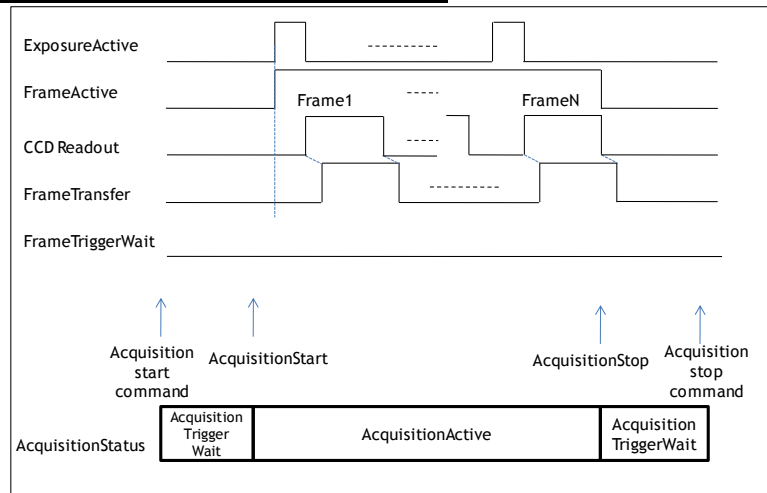 ExposureActive
FrameActive
Frame1
FrameN
CCD Readout
FrameTransfer
FrameTriggerWait
Acquisition
start
command
AcquisitionStart
AcquisitionStop
Acquisition
stop
command
AcquisitionStatus
Acquisition
Trigger
Wait
AcquisitionActive
Acquisition
TriggerWait